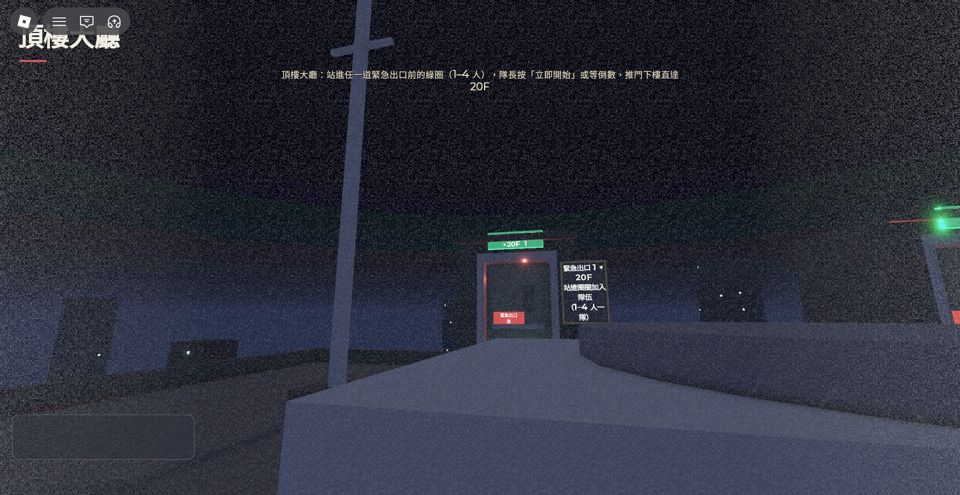 頂樓大廳
頂樓大廳：站進任一道緊急出口前的綠圈（1–4 人），隊長按「立即開始」或等倒數，推門下樓直達
20F
20F 1
緊急出口 1 ▼
20F
站進圈圈加入
隊伍
（1–4 人一
隊）
緊急出口